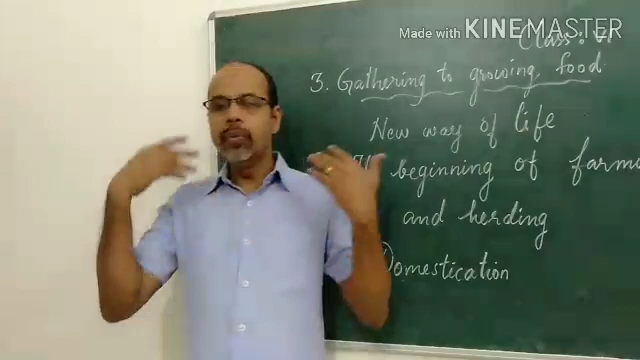 Made with KINEMASTER
Class: VI
3. Gathering to growing food
New way of life
beginning of farm
and herding
Domestication